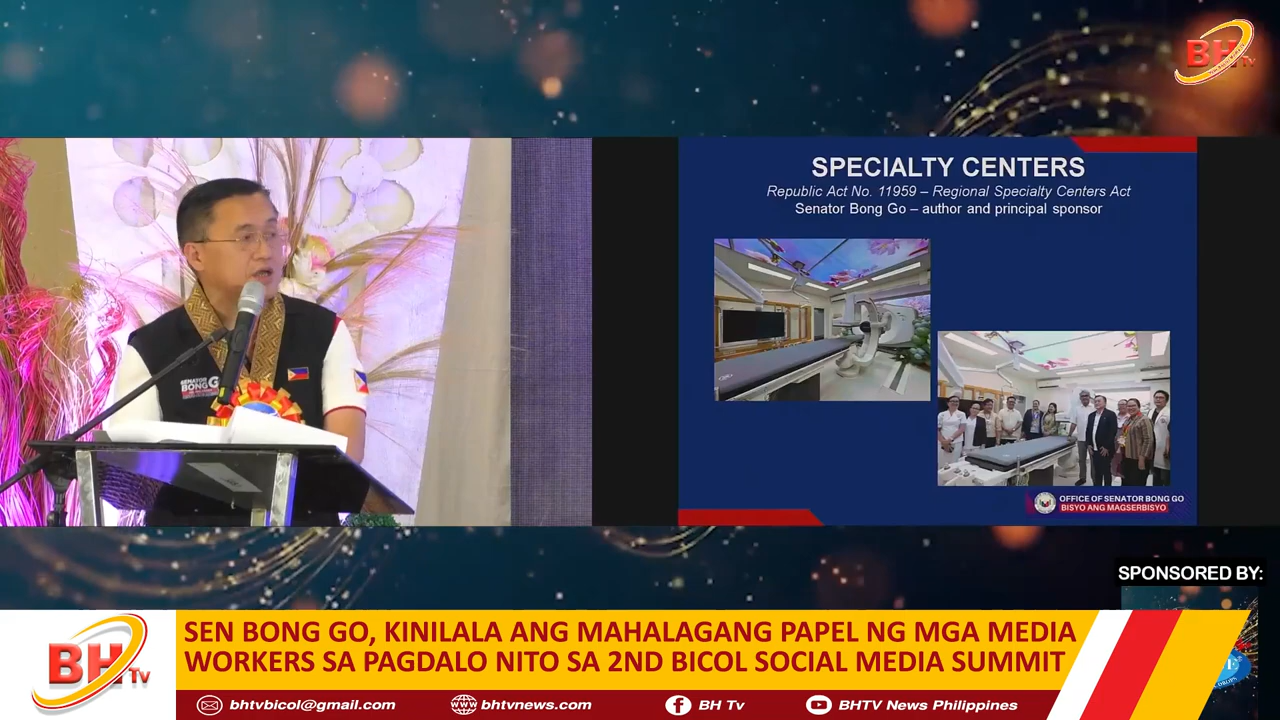 BH TV
SPECIALTY CENTERS
Republic Act No. 11959 – Regional Specialty Centers Act
Senator Bong Go – author and principal sponsor
SENATOR
BONG G
OFFICE OF SENATOR BONG GO
BISYO ANG MAGSERBISYO
SPONSORED BY:
BH Tv
SEN BONG GO, KINILALA ANG MAHALAGANG PAPEL NG MGA MEDIA
WORKERS SA PAGDALO NITO SA 2ND BICOL SOCIAL MEDIA SUMMIT
bhtvbicol@gmail.com
www.bhtvnews.com
BH Tv
BHTV News Philippines